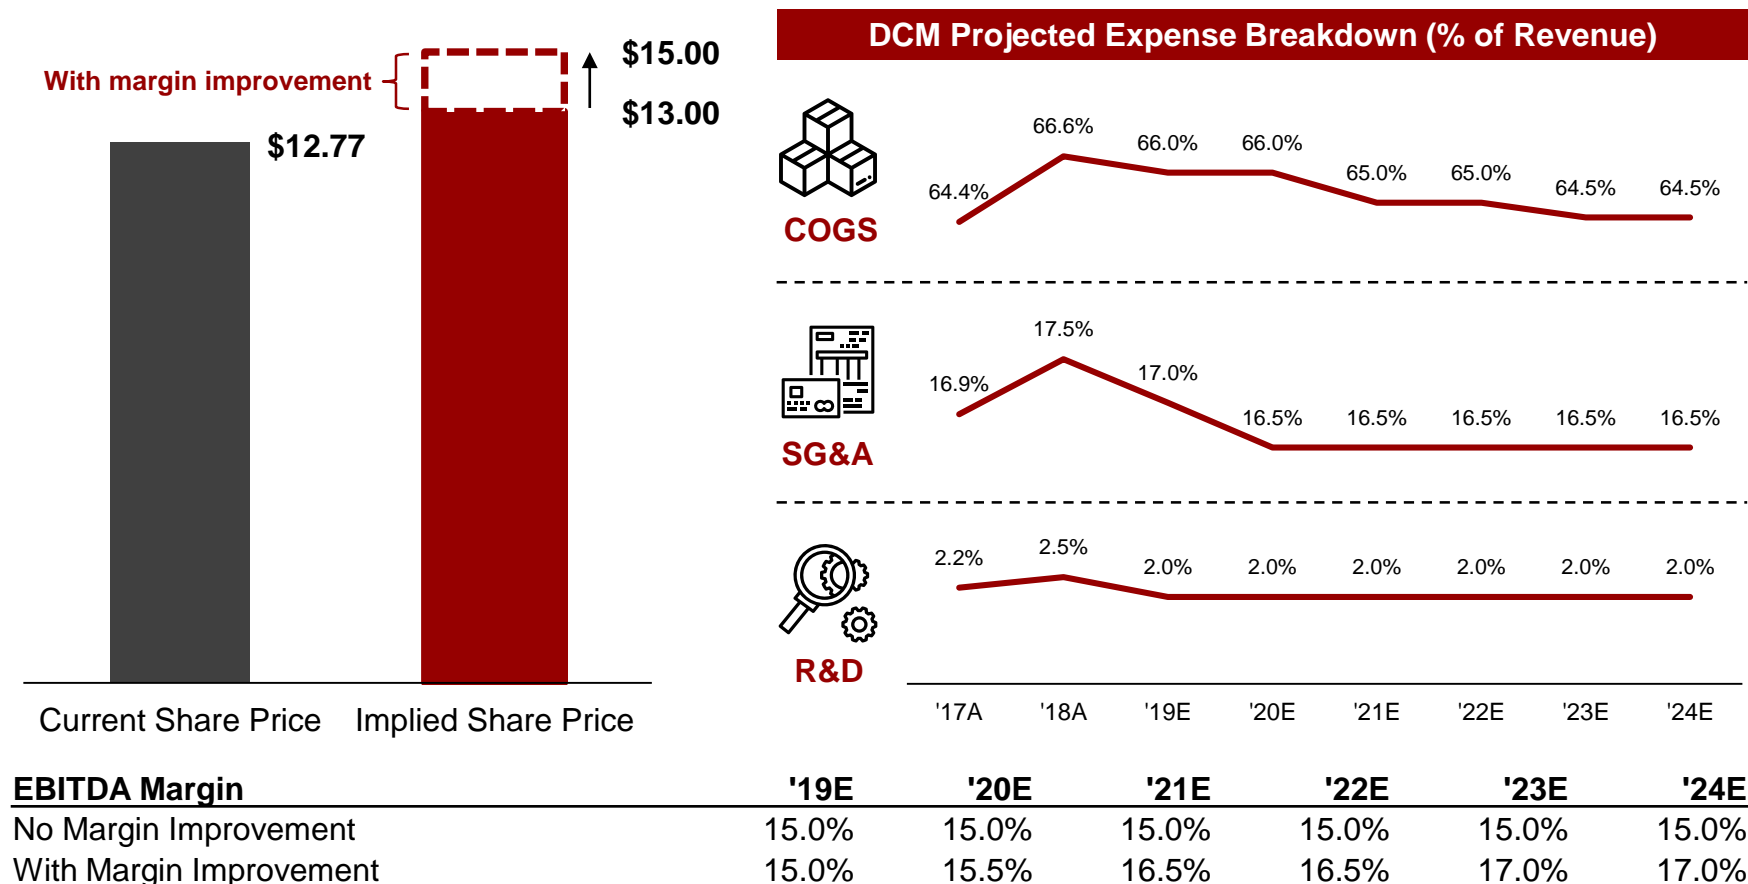 With margin improvement
$15.00
$13.00
$12.77
Current Share Price
Implied Share Price
DCM Projected Expense Breakdown (% of Revenue)
COGS
64.4% 66.6% 66.0% 66.0% 65.0% 65.0% 64.5% 64.5%
SG&A
16.9% 17.5% 17.0% 16.5% 16.5% 16.5% 16.5% 16.5%
R&D
2.2% 2.5% 2.0% 2.0% 2.0% 2.0% 2.0% 2.0%
'17A '18A '19E '20E '21E '22E '23E '24E
EBITDA Margin '19E '20E '21E '22E '23E '24E
No Margin Improvement 15.0% 15.0% 15.0% 15.0% 15.0% 15.0%
With Margin Improvement 15.0% 15.5% 16.5% 16.5% 17.0% 17.0%